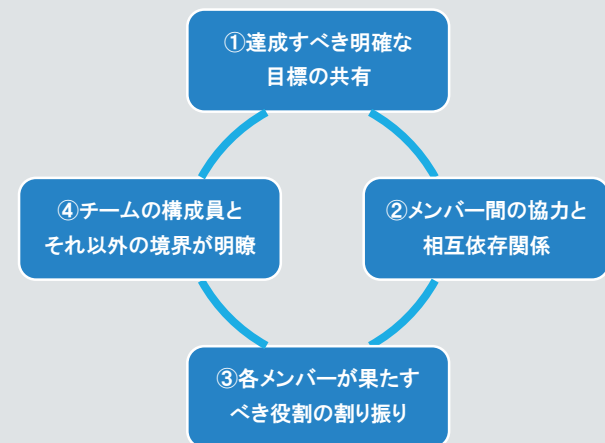 ①達成すべき明確な
目標の共有
②メンバー間の協力と
相互依存関係
③各メンバーが果たす
べき役割の割り振り
④チームの構成員と
それ以外の境界が明瞭